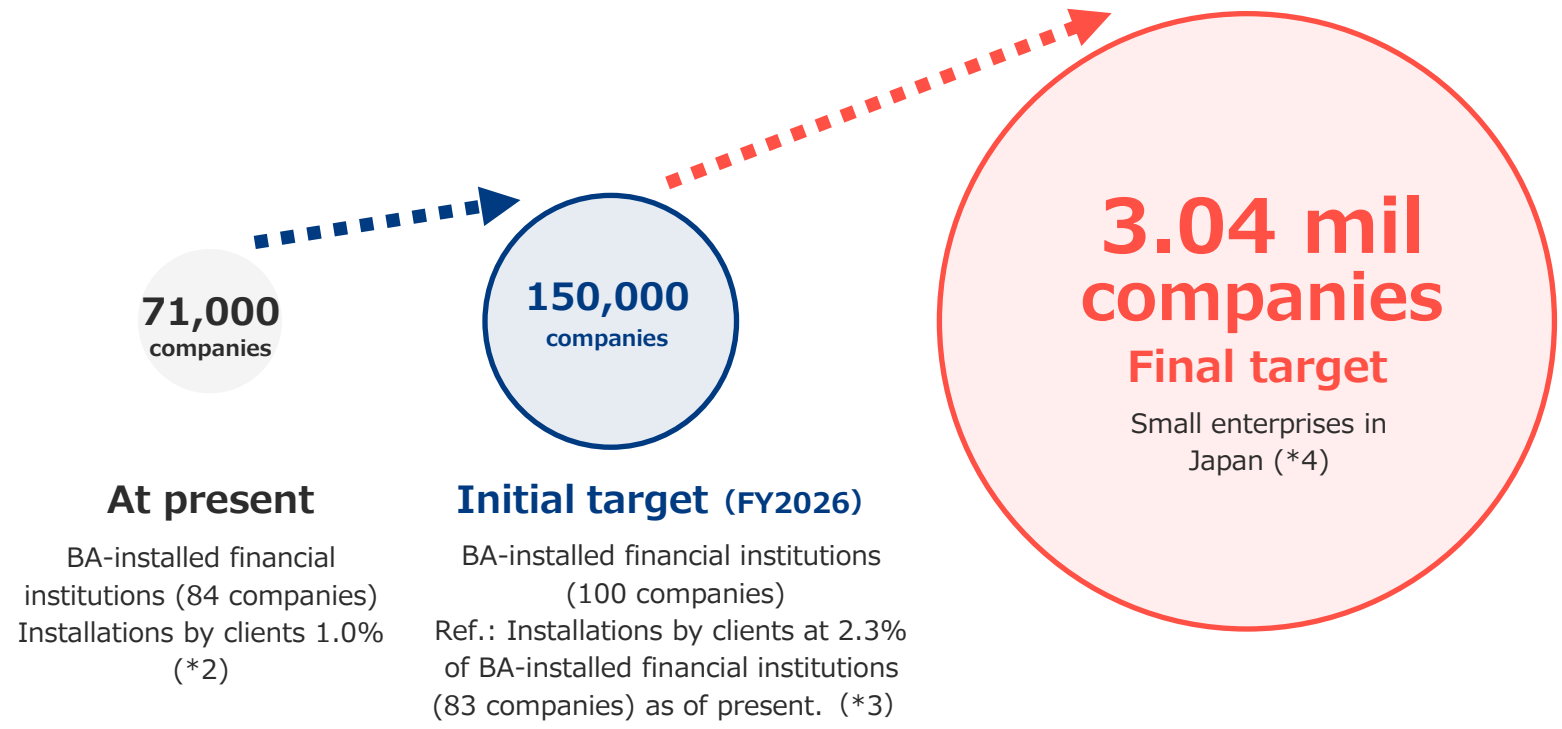 71,000
companies
At present
BA-installed financial
institutions (84 companies)
Installations by clients 1.0%
(*2)
150,000
companies
Initial target（FY2026）
BA-installed financial institutions
(100 companies)
Ref.: Installations by clients at 2.3%
of BA-installed financial institutions
(83 companies) as of present.（*3）
3.04 mil
companies
Final target
Small enterprises in
Japan (*4)